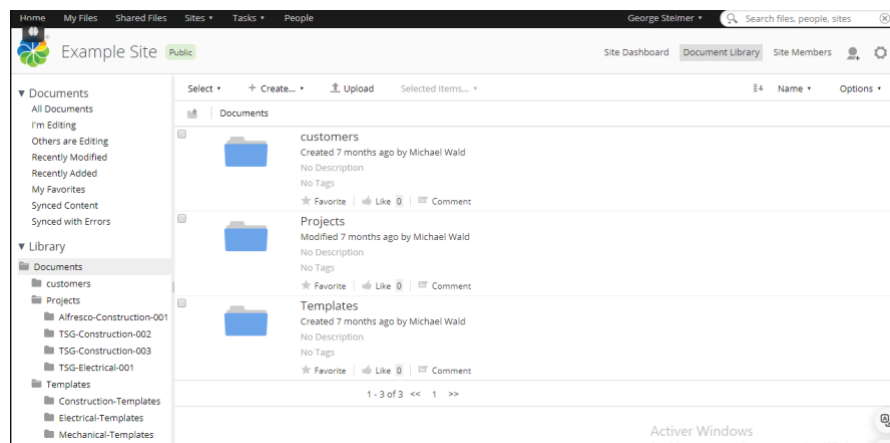 Home My Files Shared Files Sites Tasks People George Steimer Search files, people, sites
Example Site Public Site Dashboard Document Library Site Members
Documents
All Documents
I'm Editing
Others are Editing
Recently Modified
Recently Added
My Favorites
Synced Content
Synced with Errors
Library
Documents
customers
Projects
Alfresco-Construction-001
TSG-Construction-002
TSG-Construction-003
TSG-Electrical-001
Templates
Construction-Templates
Electrical-Templates
Mechanical-Templates
Select + Create... Upload Selected Items... Name Options
Documents
customers
Created 7 months ago by Michael Wald
No Description
No Tags
Favorite Like 0 Comment
Projects
Modified 7 months ago by Michael Wald
No Description
No Tags
Favorite Like 0 Comment
Templates
Created 7 months ago by Michael Wald
No Description
No Tags
Favorite Like 0 Comment
1 - 3 of 3 << 1 >>
Activer Windows